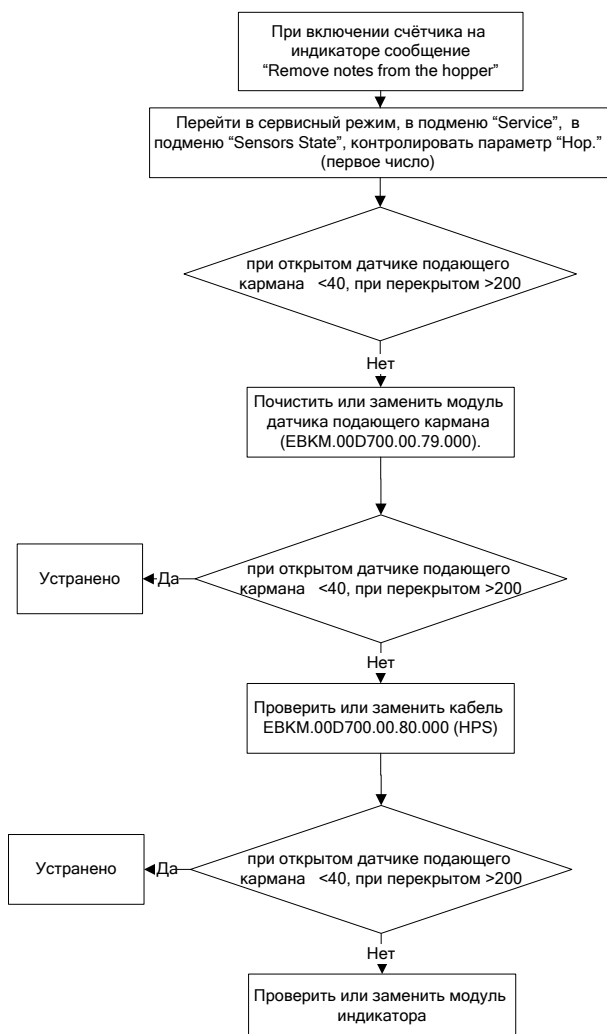 При включении счётчика на
индикаторе сообщение
“Remove notes from the hopper”
Перейти в сервисный режим, в подменю “Service”, в
подменю “Sensors State”, контролировать параметр “Hop.”
(первое число)
при открытом датчике подающего
кармана <40, при перекрытом >200
Нет
Почистить или заменить модуль
датчика подающего кармана
(EBKM.00D700.00.79.000).
при открытом датчике подающего
кармана <40, при перекрытом >200
Да
Устранено
Нет
Проверить или заменить кабель
EBKM.00D700.00.80.000 (HPS)
при открытом датчике подающего
кармана <40, при перекрытом >200
Да
Устранено
Нет
Проверить или заменить модуль
индикатора